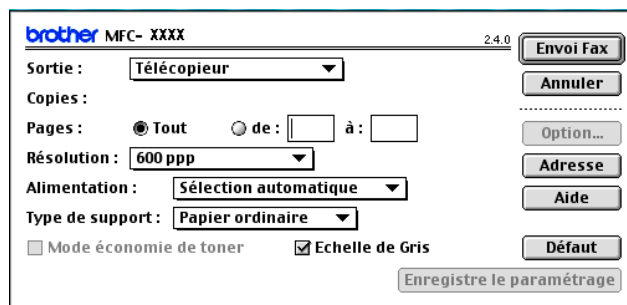 brother MFC- XXXX 2.4.0
Envoi Fax
Sortie : Télécopieur
Annuler
Copies :
Pages : Tout de : à :
Option...
Résolution : 600 ppp
Adresse
Alimentation : Sélection automatique
Aide
Type de support : Papier ordinaire
Mode économie de toner Echelle de Gris
Défaut
Enregistre le paramétrage